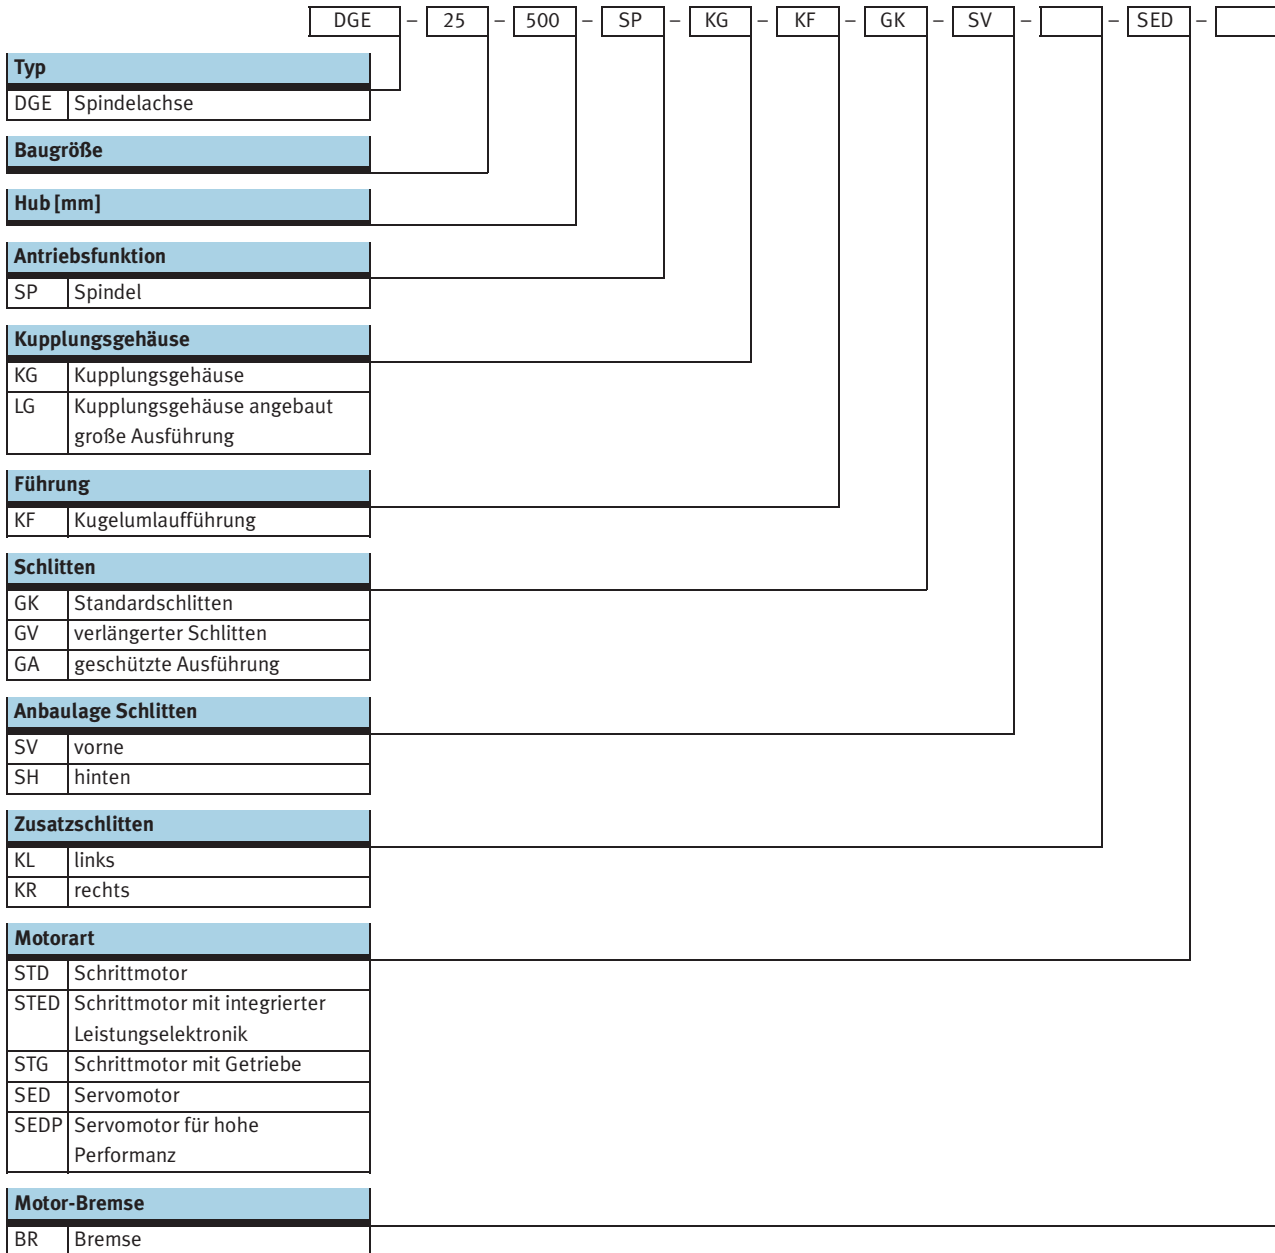 DGE – 25 – 500 – SP – KG – KF – GK – SV – – SED –
Typ
DGE Spindelachse
Baugröße
Hub [mm]
Antriebsfunktion
SP Spindel
Kupplungsgehäuse
KG Kupplungsgehäuse
LG Kupplungsgehäuse angebaut
große Ausführung
Führung
KF Kugelumlaufführung
Schlitten
GK Standardschlitten
GV verlängerter Schlitten
GA geschützte Ausführung
Anbaulage Schlitten
SV vorne
SH hinten
Zusatzschlitten
KL links
KR rechts
Motorart
STD Schrittmotor
STED Schrittmotor mit integrierter
Leistungselektronik
STG Schrittmotor mit Getriebe
SED Servomotor
SEDP Servomotor für hohe
Performanz
Motor-Bremse
BR Bremse